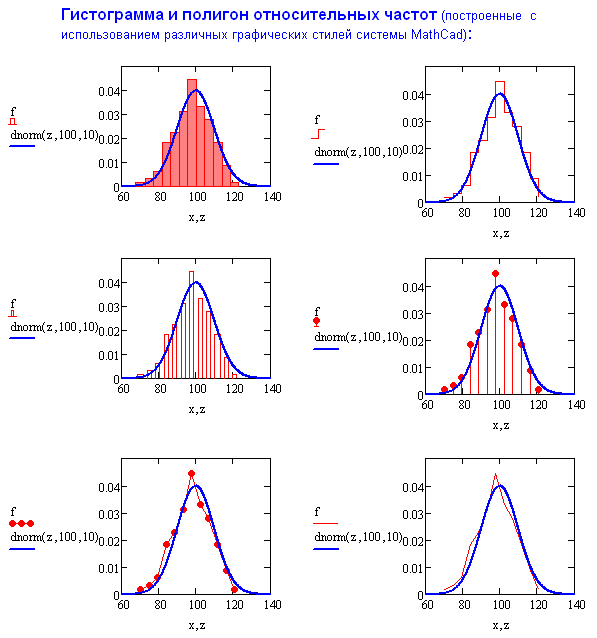 Гистограмма и полигон относительных частот (построенные с
использованием различных графических стилей системы MathCad):
f
dnorm(z,100,10)
0.04
0.03
0.02
0.01
0
60 80 100 120 140
x,z
f
dnorm(z,100,10)
0.04
0.03
0.02
0.01
0
60 80 100 120 140
x,z
f
dnorm(z,100,10)
0.04
0.03
0.02
0.01
0
60 80 100 120 140
x,z
f
dnorm(z,100,10)
0.04
0.03
0.02
0.01
0
60 80 100 120 140
x,z
f
dnorm(z,100,10)
0.04
0.03
0.02
0.01
0
60 80 100 120 140
x,z
f
dnorm(z,100,10)
0.04
0.03
0.02
0.01
0
60 80 100 120 140
x,z